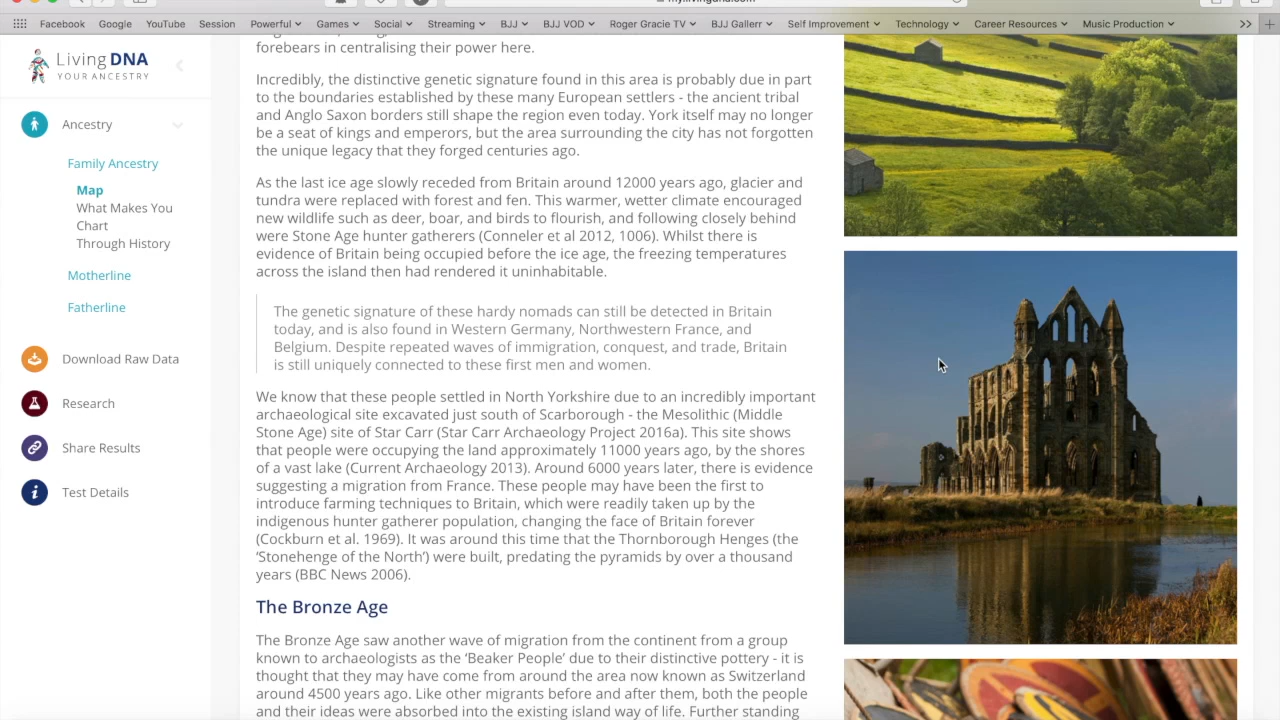 Facebook Google YouTube Session Powerful Games Social Streaming BJJ BJJ VOD Roger Gracie TV BJJ Gallerr Self Improvement Technology Career Resources Music Production
Living DNA
YOUR ANCESTRY
Ancestry
Family Ancestry
Map
What Makes You
Chart
Through History
Motherline
Fatherline
Download Raw Data
Research
Share Results
Test Details
forebears in centralising their power here.
Incredibly, the distinctive genetic signature found in this area is probably due in part
to the boundaries established by these many European settlers - the ancient tribal
and Anglo Saxon borders still shape the region even today. York itself may no longer
be a seat of kings and emperors, but the area surrounding the city has not forgotten
the unique legacy that they forged centuries ago.
As the last ice age slowly receded from Britain around 12000 years ago, glacier and
tundra were replaced with forest and fen. This warmer, wetter climate encouraged
new wildlife such as deer, boar, and birds to flourish, and following closely behind
were Stone Age hunter gatherers (Conneler et al 2012, 1006). Whilst there is
evidence of Britain being occupied before the ice age, the freezing temperatures
across the island then had rendered it uninhabitable.
The genetic signature of these hardy nomads can still be detected in Britain
today, and is also found in Western Germany, Northwestern France, and
Belgium. Despite repeated waves of immigration, conquest, and trade, Britain
is still uniquely connected to these first men and women.
We know that these people settled in North Yorkshire due to an incredibly important
archaeological site excavated just south of Scarborough - the Mesolithic (Middle
Stone Age) site of Star Carr (Star Carr Archaeology Project 2016a). This site shows
that people were occupying the land approximately 11000 years ago, by the shores
of a vast lake (Current Archaeology 2013). Around 6000 years later, there is evidence
suggesting a migration from France. These people may have been the first to
introduce farming techniques to Britain, which were readily taken up by the
indigenous hunter gatherer population, changing the face of Britain forever
(Cockburn et al. 1969). It was around this time that the Thornborough Henges (the
‘Stonehenge of the North’) were built, predating the pyramids by over a thousand
years (BBC News 2006).
The Bronze Age
The Bronze Age saw another wave of migration from the continent from a group
known to archaeologists as the ‘Beaker People’ due to their distinctive pottery - it is
thought that they may have come from around the area now known as Switzerland
around 4500 years ago. Like other migrants before and after them, both the people
and their ideas were absorbed into the existing island way of life. Further standing